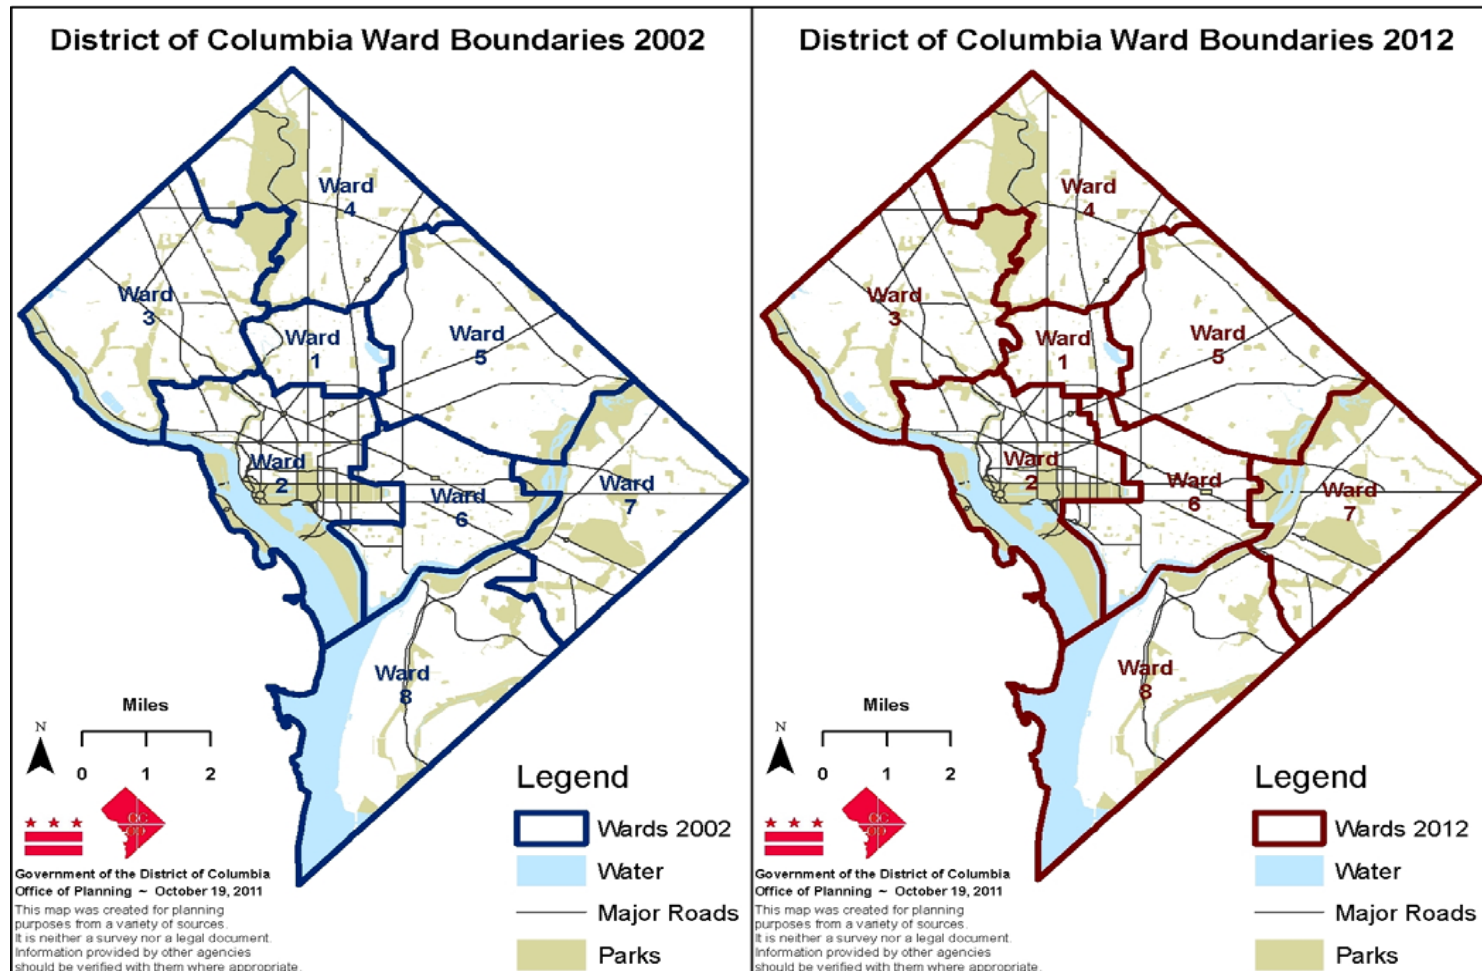 District of Columbia Ward Boundaries 2002
Ward
4
Ward
3
Ward
1
Ward
5
Ward
2
Ward
6
Ward
7
Ward
8
Miles
N
0 1 2
Government of the District of Columbia
Office of Planning ~ October 19, 2011
This map was created for planning
purposes from a variety of sources.
It is neither a survey nor a legal document.
Information provided by other agencies
should be verified with them where appropriate.
Legend
Wards 2002
Water
Major Roads
Parks
District of Columbia Ward Boundaries 2012
Ward
4
Ward
3
Ward
1
Ward
5
Ward
2
Ward
6
Ward
7
Ward
8
Miles
N
0 1 2
Government of the District of Columbia
Office of Planning ~ October 19, 2011
This map was created for planning
purposes from a variety of sources.
It is neither a survey nor a legal document.
Information provided by other agencies
should be verified with them where appropriate.
Legend
Wards 2012
Water
Major Roads
Parks